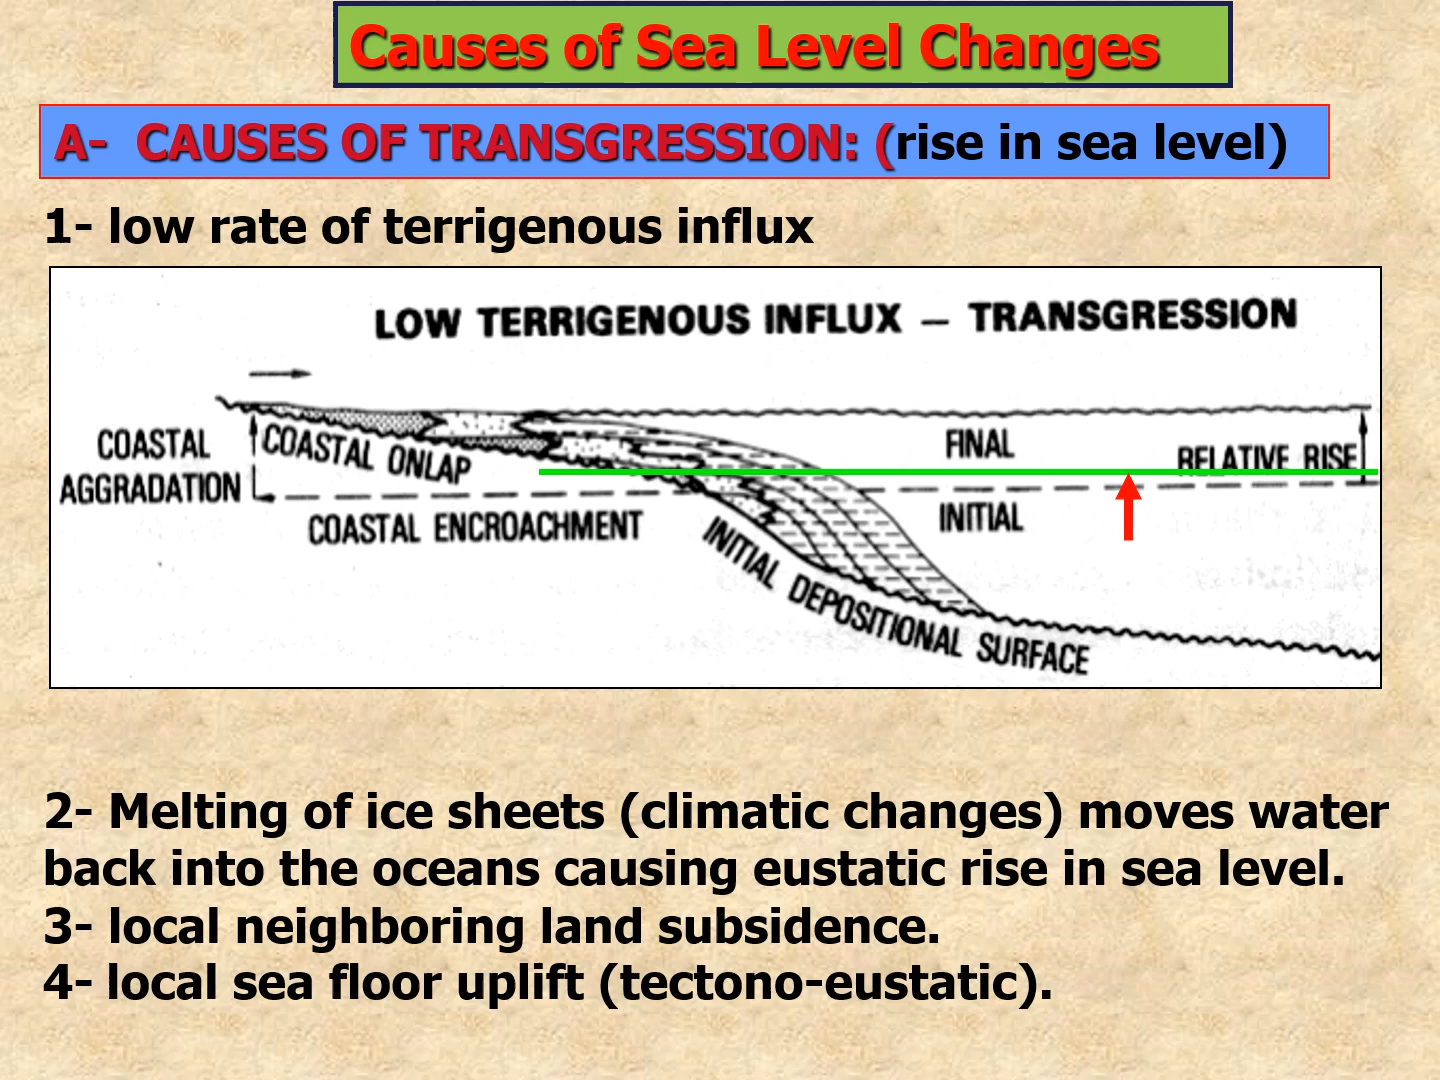 Causes of Sea Level Changes
A- CAUSES OF TRANSGRESSION: (rise in sea level)
1- low rate of terrigenous influx
LOW TERRIGENOUS INFLUX – TRANSGRESSION
COASTAL AGGRADATION
COASTAL ONLAP
FINAL
RELATIVE RISE
COASTAL ENCROACHMENT
INITIAL
INITIAL DEPOSITIONAL SURFACE
2- Melting of ice sheets (climatic changes) moves water
back into the oceans causing eustatic rise in sea level.
3- local neighboring land subsidence.
4- local sea floor uplift (tectono-eustatic).